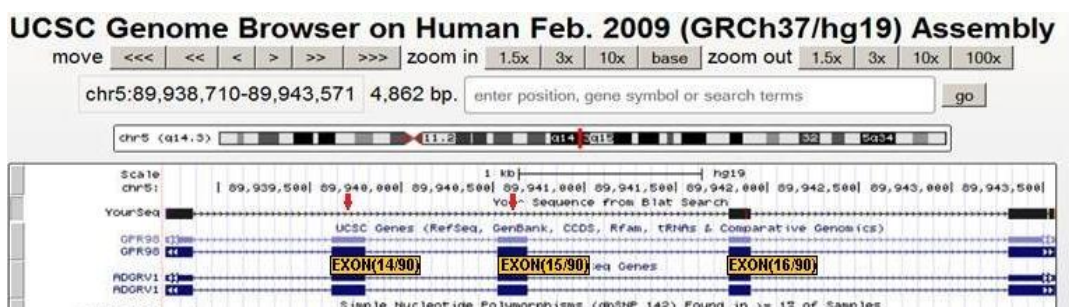 UCSC Genome Browser on Human Feb. 2009 (GRCh37/hg19) Assembly
move <<< << < > >> >>> zoom in 1.5x 3x 10x base zoom out 1.5x 3x 10x 100x
chr5:89,938,710-89,943,571 4,862 bp. enter position, gene symbol or search terms go
chr5 (q14.3) 11.2 q14 q15 32 5q34
Scale 1 kb hg19
chr5: | 89,939,500| 89,940,000| 89,940,500| 89,941,000| 89,941,500| 89,942,000| 89,942,500| 89,943,000| 89,943,500|
Sequence from Blat Search
YourSeq
UCSC Genes (RefSeq, GenBank, CCDS, Rfam, tRNAs & Comparative Genomics)
GPR98
GPR98
EXON(14/90) EXON(15/90) eq Genes EXON(16/90)
ADGRV1
ADGRV1
Simple Nucleotide Polymorphisms (dbSNP 142) Found in >= 1% of Samples